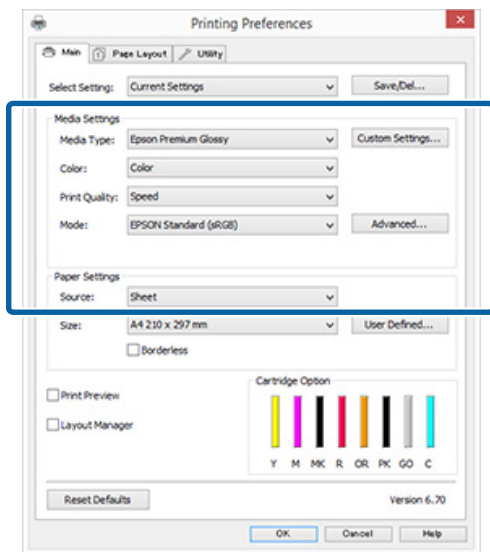 Printing Preferences
Main Page Layout Utility
Select Setting: Current Settings Save/Del...
Media Settings
Media Type: Epson Premium Glossy Custom Settings...
Color: Color
Print Quality: Speed
Mode: EPSON Standard (sRGB) Advanced...
Paper Settings
Source: Sheet
Size: A4 210 x 297 mm User Defined...
Borderless
Print Preview
Layout Manager
Cartridge Option
Y M MK R OR PK GO C
Reset Defaults Version 6.70
OK Cancel Help